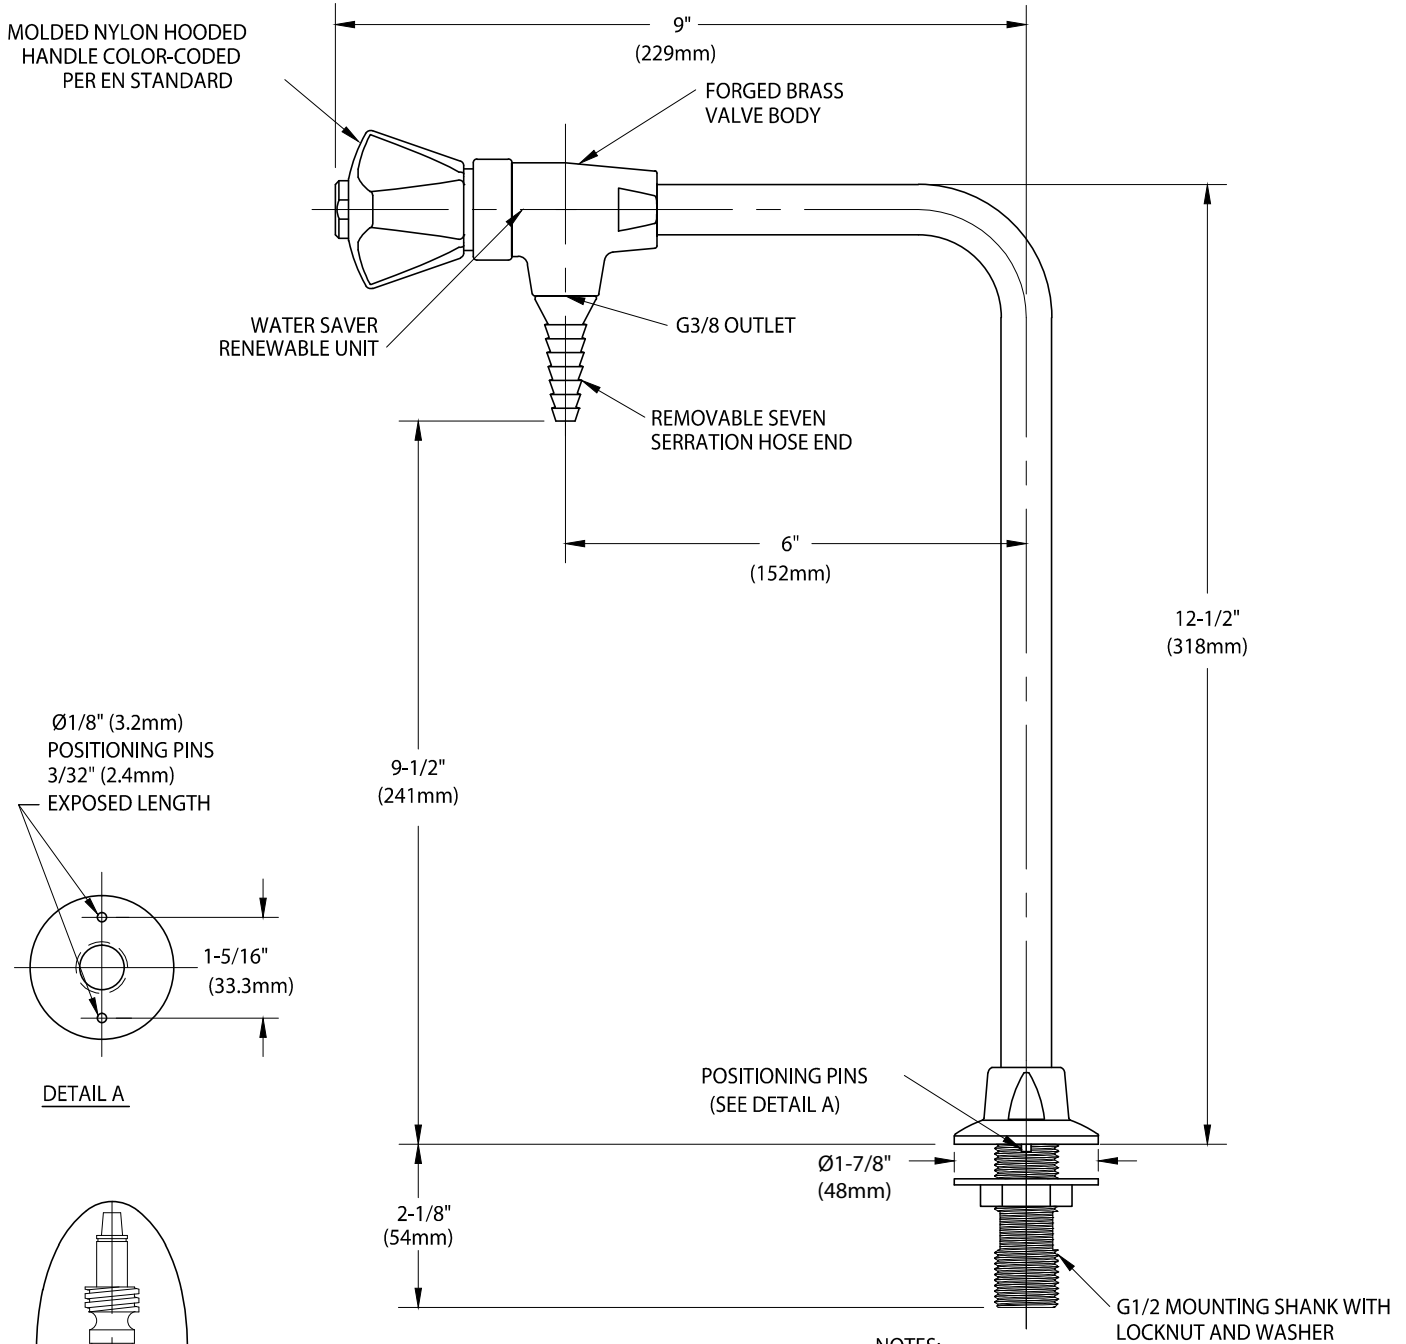 9"
(229mm)
MOLDED NYLON HOODED
HANDLE COLOR-CODED
PER EN STANDARD
FORGED BRASS
VALVE BODY
WATER SAVER
RENEWABLE UNIT
G3/8 OUTLET
REMOVABLE SEVEN
SERRATION HOSE END
6"
(152mm)
12-1/2"
(318mm)
Ø1/8" (3.2mm)
POSITIONING PINS
3/32" (2.4mm)
EXPOSED LENGTH
9-1/2"
(241mm)
1-5/16"
(33.3mm)
DETAIL A
POSITIONING PINS
(SEE DETAIL A)
Ø1-7/8"
(48mm)
2-1/8"
(54mm)
G1/2 MOUNTING SHANK WITH
LOCKNUT AND WASHER
NOTES: